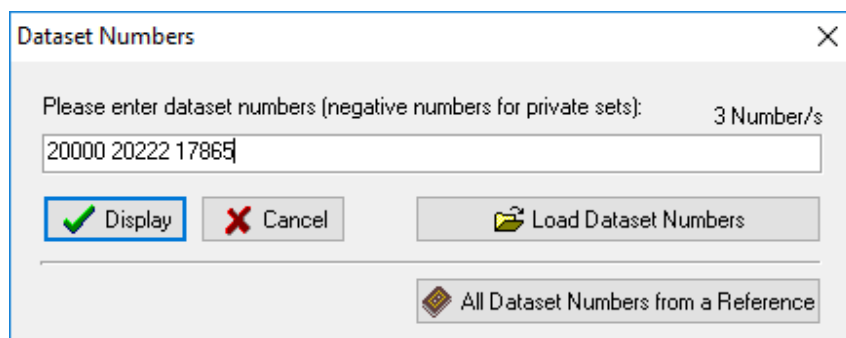 Dataset Numbers
Please enter dataset numbers (negative numbers for private sets):
3 Number/s
20000 20222 17865
Display
Cancel
Load Dataset Numbers
All Dataset Numbers from a Reference